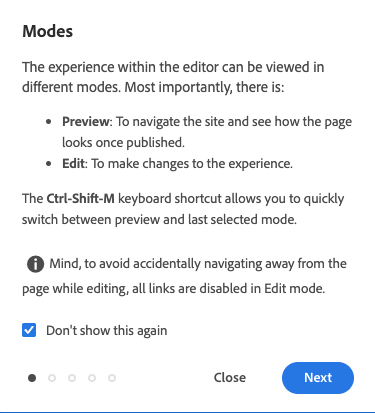 Modes
The experience within the editor can be viewed in
different modes. Most importantly, there is:
• Preview: To navigate the site and see how the page
looks once published.
• Edit: To make changes to the experience.
The Ctrl-Shift-M keyboard shortcut allows you to quickly
switch between preview and last selected mode.
Mind, to avoid accidentally navigating away from the
page while editing, all links are disabled in Edit mode.
Don't show this again
Close Next